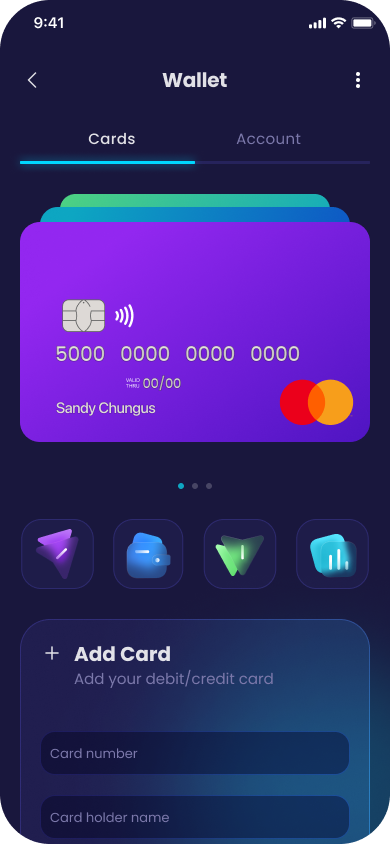 9:41
Wallet
Cards Account
5000 0000 0000 0000
VALID THRU 00/00
Sandy Chungus
Add Card
Add your debit/credit card
Card number
Card holder name